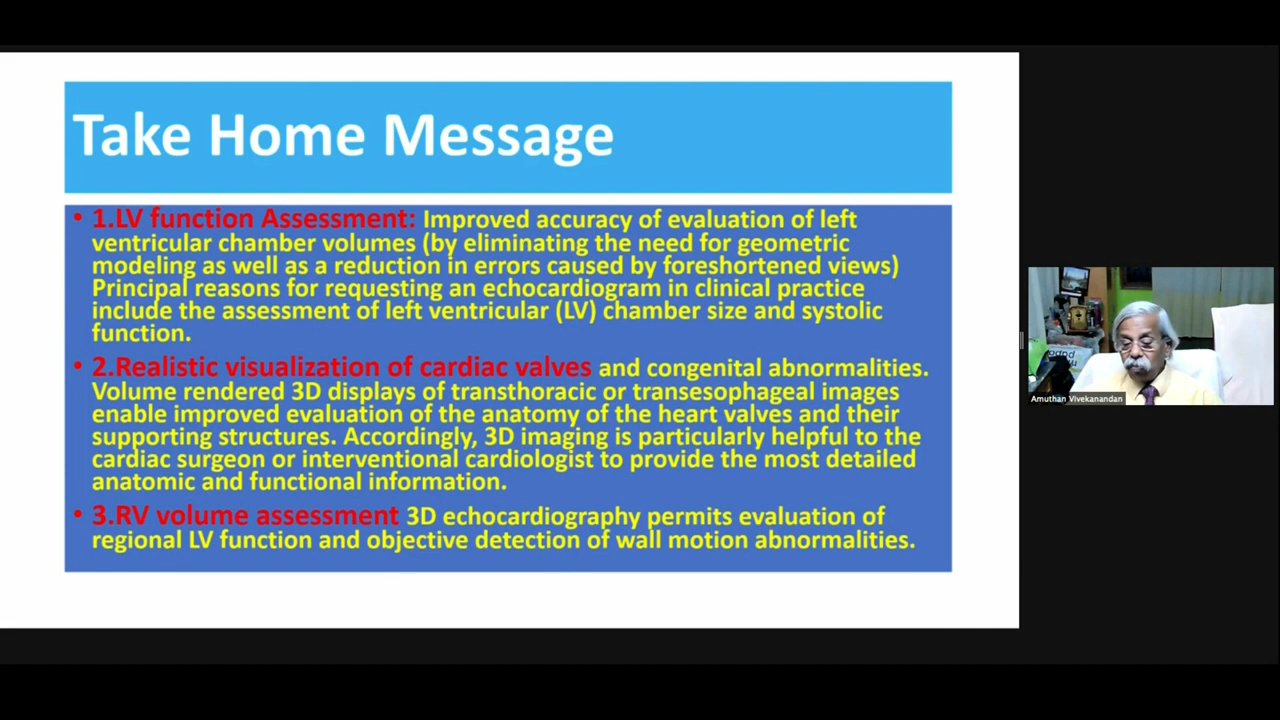 Take Home Message
• 1.LV function Assessment: Improved accuracy of evaluation of left
ventricular chamber volumes (by eliminating the need for geometric
modeling as well as a reduction in errors caused by foreshortened views)
Principal reasons for requesting an echocardiogram in clinical practice
include the assessment of left ventricular (LV) chamber size and systolic
function.
• 2.Realistic visualization of cardiac valves and congenital abnormalities.
Volume rendered 3D displays of transthoracic or transesophageal images
enable improved evaluation of the anatomy of the heart valves and their
supporting structures. Accordingly, 3D imaging is particularly helpful to the
cardiac surgeon or interventional cardiologist to provide the most detailed
anatomic and functional information.
• 3.RV volume assessment 3D echocardiography permits evaluation of
regional LV function and objective detection of wall motion abnormalities.
Amuthan Vivekanandan